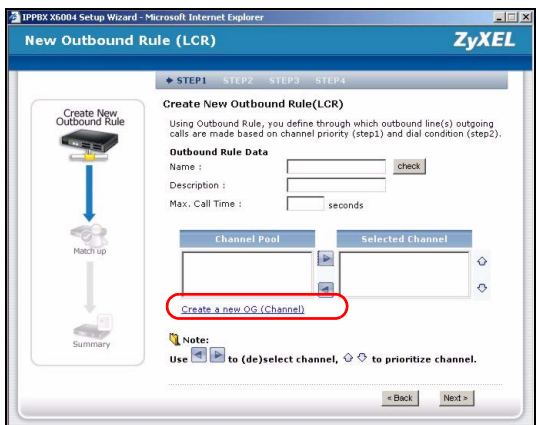 IPPBX X6004 Setup Wizard - Microsoft Internet Explorer
New Outbound Rule (LCR)
ZyXEL
STEP1 STEP2 STEP3 STEP4
Create New
Outbound Rule
Match up
Summary
Create New Outbound Rule(LCR)
Using Outbound Rule, you define through which outbound line(s) outgoing
calls are made based on channel priority (step1) and dial condition (step2).
Outbound Rule Data
Name :
check
Description :
Max. Call Time :
seconds
Channel Pool
Selected Channel
Create a new OG (Channel)
Note:
Use to (de)select channel, to prioritize channel.
< Back
Next >